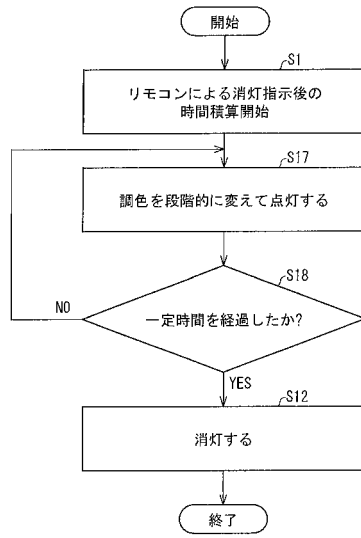 開始
S1
リモコンによる消灯指示後の
時間積算開始
S17
調色を段階的に変えて点灯する
S18
一定時間を経過したか?
NO
YES
S12
消灯する
終了